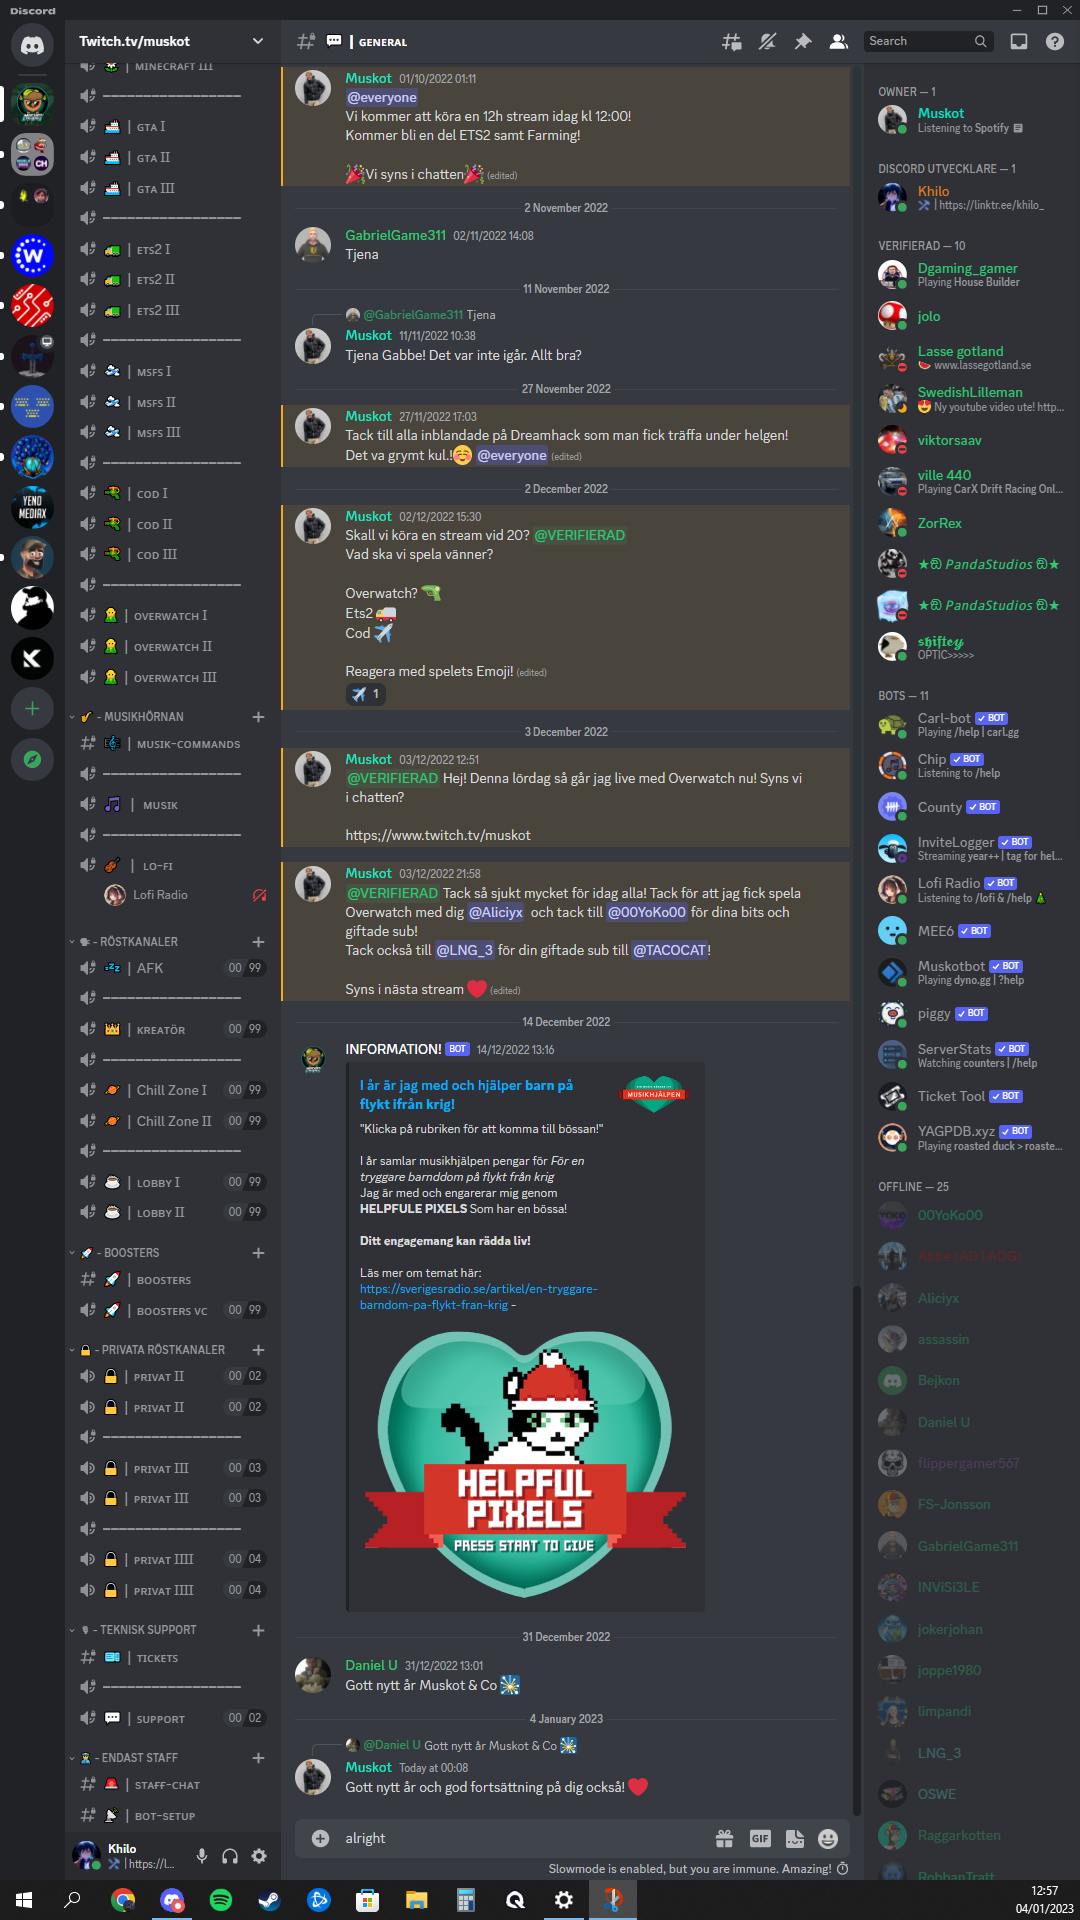 Discord
Twitch.tv/muskot
MINECRAFT III
GTA I
GTA II
GTA III
ETS2 I
ETS2 II
ETS2 III
MSFS I
MSFS II
MSFS III
COD I
COD II
COD III
OVERWATCH I
OVERWATCH II
OVERWATCH III
- MUSIKHÖRNAN
MUSIK-COMMANDS
MUSIK
LO-FI
Lofi Radio
- RÖSTKANALER
AFK 00 99
KREATÖR 00 99
Chill Zone I 00 99
Chill Zone II 00 99
LOBBY I 00 99
LOBBY II 00 99
- BOOSTERS
BOOSTERS
BOOSTERS VC 00 99
- PRIVATA RÖSTKANALER
PRIVAT II 00 02
PRIVAT II 00 02
PRIVAT III 00 03
PRIVAT III 00 03
PRIVAT IIII 00 04
PRIVAT IIII 00 04
- TEKNISK SUPPORT
TICKETS
SUPPORT 00 02
- ENDAST STAFF
STAFF-CHAT
BOT-SETUP
Khilo
| https://l...
YENO
MEDIAX
CH
W
GENERAL
Search
Muskot 01/10/2022 01:11
@everyone
Vi kommer att köra en 12h stream idag kl 12:00!
Kommer bli en del ETS2 samt Farming!
🎉Vi syns i chatten🎉 (edited)
2 November 2022
GabrielGame311 02/11/2022 14:08
Tjena
11 November 2022
@GabrielGame311 Tjena
Muskot 11/11/2022 10:38
Tjena Gabbe! Det var inte igår. Allt bra?
27 November 2022
Muskot 27/11/2022 17:03
Tack till alla inblandade på Dreamhack som man fick träffa under helgen!
Det va grymt kul.!☺️ @everyone (edited)
2 December 2022
Muskot 02/12/2022 15:30
Skall vi köra en stream vid 20? @VERIFIERAD
Vad ska vi spela vänner?
Overwatch? 🔫
Ets2 🚚
Cod ✈️
Reagera med spelets Emoji! (edited)
✈️ 1
3 December 2022
Muskot 03/12/2022 12:51
@VERIFIERAD Hej! Denna lördag så går jag live med Overwatch nu! Syns vi
i chatten?
https;/www.twitch.tv/muskot
Muskot 03/12/2022 21:58
@VERIFIERAD Tack så sjukt mycket för idag alla! Tack för att jag fick spela
Overwatch med dig @Aliciyx och tack till @00YoKo00 för dina bits och
giftade sub!
Tack också till @LNG_3 för din giftade sub till @TACOCAT!
Syns i nästa stream ❤️ (edited)
14 December 2022
INFORMATION! BOT 14/12/2022 13:16
I år är jag med och hjälper barn på
flykt ifrån krig!
MUSIKHJÄLPEN
"Klicka på rubriken för att komma till bössan!"
I år samlar musikhjälpen pengar för För en
tryggare barnddom på flykt från krig
Jag är med och engarerar mig genom
HELPFULE PIXELS Som har en bössa!
Ditt engagemang kan rädda liv!
Läs mer om temat här:
https://sverigesradio.se/artikel/en-tryggare-
barndom-pa-flykt-fran-krig -
HELPFUL
PIXELS
PRESS START TO GIVE
31 December 2022
Daniel U 31/12/2022 13:01
Gott nytt år Muskot & Co 🎇
4 January 2023
@Daniel U Gott nytt år Muskot & Co 🎇
Muskot Today at 00:08
Gott nytt år och god fortsättning på dig också! ❤️
alright
GIF
Slowmode is enabled, but you are immune. Amazing!
OWNER — 1
Muskot
Listening to Spotify
DISCORD UTVECKLARE — 1
Khilo
| https://linktr.ee/khilo_
VERIFIERAD — 10
Dgaming_gamer
Playing House Builder
jolo
Lasse gotland
🍉 www.lassegotland.se
SwedishLilleman
😍 Ny youtube video ute! http...
viktorsaav
ville 440
Playing CarX Drift Racing Onl...
ZorRex
★ PandaStudios ★
★ PandaStudios ★
𝖘𝖍𝖎𝖋𝖙𝖊𝖞
OPTIC>>>>>
BOTS — 11
Carl-bot BOT
Playing /help | carl.gg
Chip BOT
Listening to /help
County BOT
InviteLogger BOT
Streaming year++ | tag for hel...
Lofi Radio BOT
Listening to /lofi & /help 🎄
MEE6 BOT
Muskotbot BOT
Playing dyno.gg | ?help
piggy BOT
ServerStats BOT
Watching counters | /help
Ticket Tool BOT
YAGPDB.xyz BOT
Playing roasted duck > roaste...
OFFLINE — 25
00YoKo00
Abbe (AD | ADG)
Aliciyx
assassin
Bejkon
Daniel U
flippergamer567
FS-Jonsson
GabrielGame311
INViSi3LE
jokerjohan
joppe1980
limpandi
LNG_3
OSWE
Raggarkotten
RobbanTratt
12:57
04/01/2023